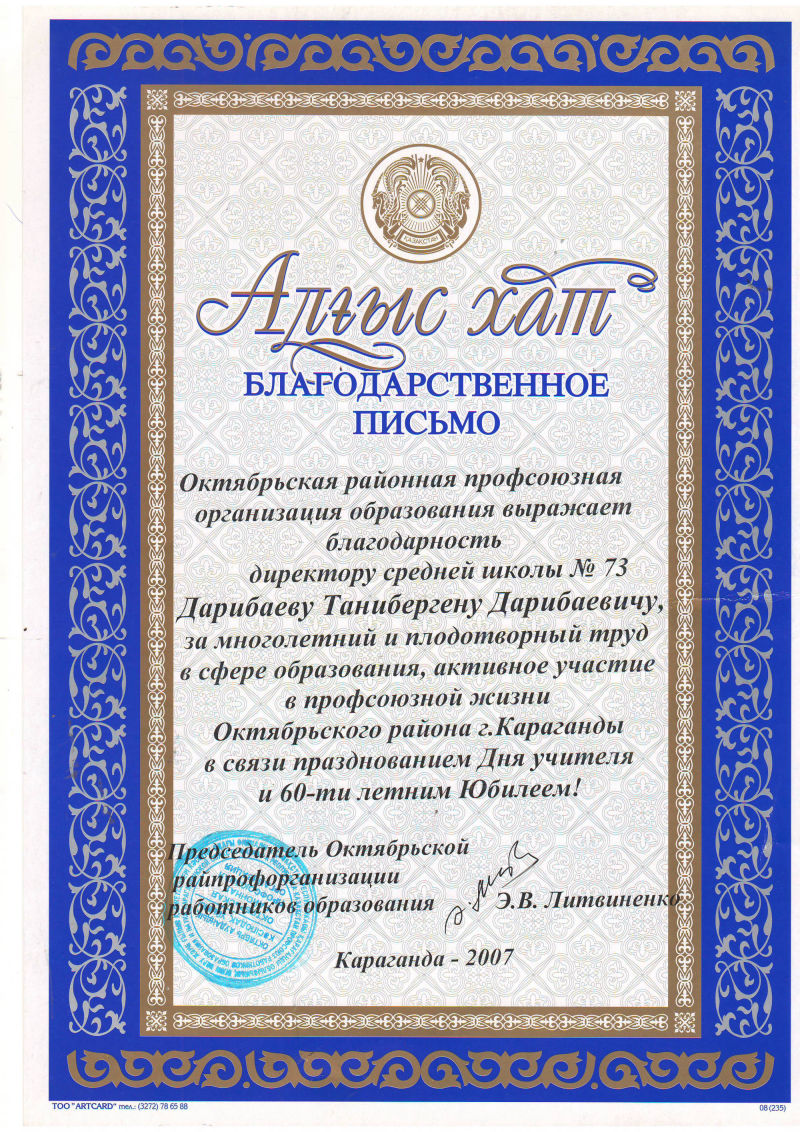 ҚАЗАҚСТАН
Алғыс хат
БЛАГОДАРСТВЕННОЕ
ПИСЬМО
Октябрьская районная профсоюзная
организация образования выражает
благодарность
директору средней школы № 73
Дарибаеву Танибергену Дарибаевичу,
за многолетний и плодотворный труд
в сфере образования, активное участие
в профсоюзной жизни
Октябрьского района г.Караганды
в связи празднованием Дня учителя
и 60-ти летним Юбилеем!
Председатель Октябрьской
райпрофорганизации
работников образования Э.В. Литвиненко
Караганда - 2007
ТОО "ARTCARD" тел.: (3272) 78 65 88
08 (235)